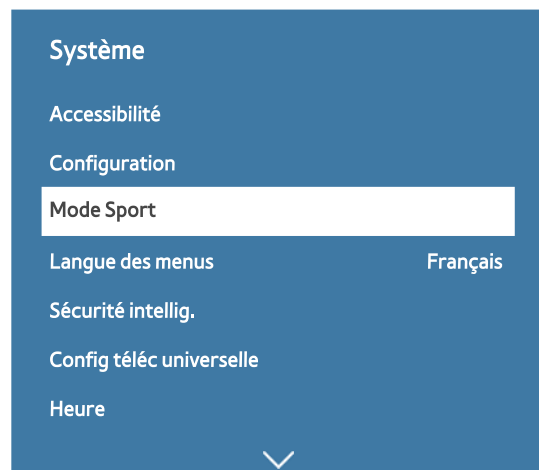 Système
Accessibilité
Configuration
Mode Sport
Langue des menus Français
Sécurité intellig.
Config téléc universelle
Heure